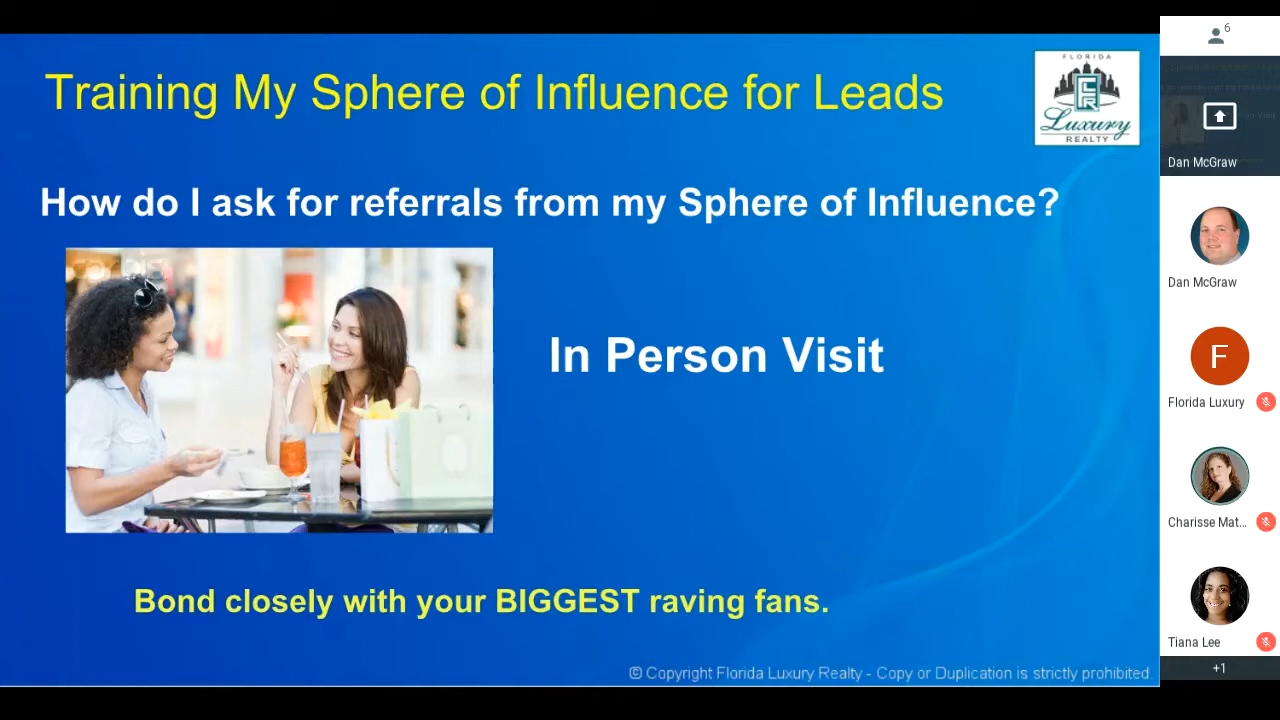 Training My Sphere of Influence for Leads
FLORIDA
FLR
Luxury
REALTY
How do I ask for referrals from my Sphere of Influence?
In Person Visit
Bond closely with your BIGGEST raving fans.
© Copyright Florida Luxury Realty - Copy or Duplication is strictly prohibited.
6
Dan McGraw
Dan McGraw
F
Florida Luxury
Charisse Mat...
Tiana Lee
+1